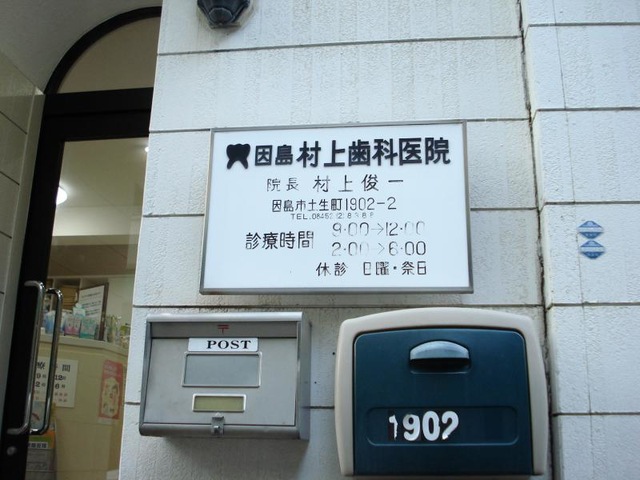 因島村上歯科医院
院長 村上俊一
因島市土生町1902-2
診療時間 9:00→12:00
2:00→6:00
休診 日曜・祭日
POST
1902